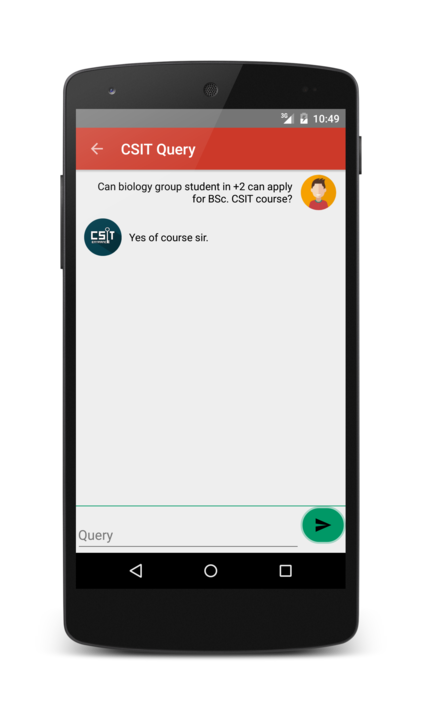 3G 10:49
CSIT Query
Can biology group student in +2 can apply
for BSc. CSIT course?
CSIT
Yes of course sir.
Query